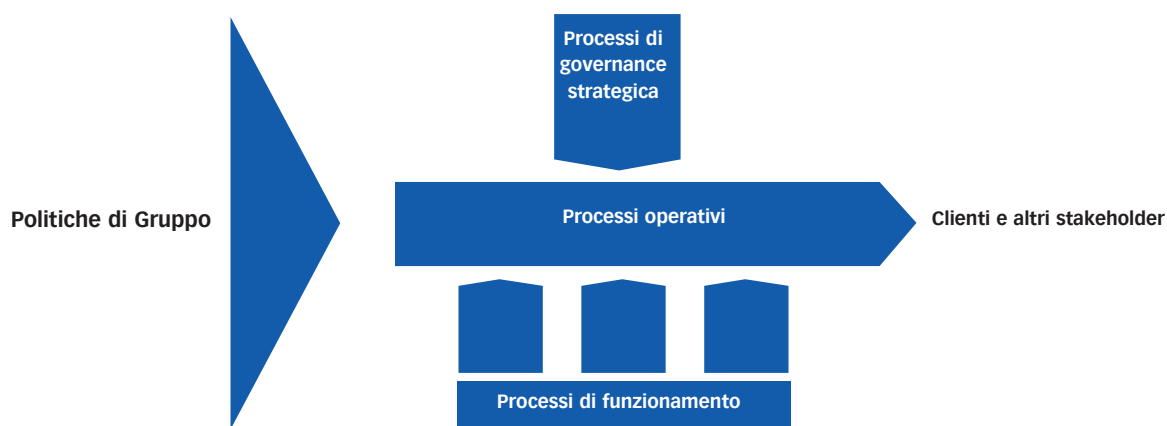 Processi di
governance
strategica
Politiche di Gruppo
Processi operativi
Clienti e altri stakeholder
Processi di funzionamento